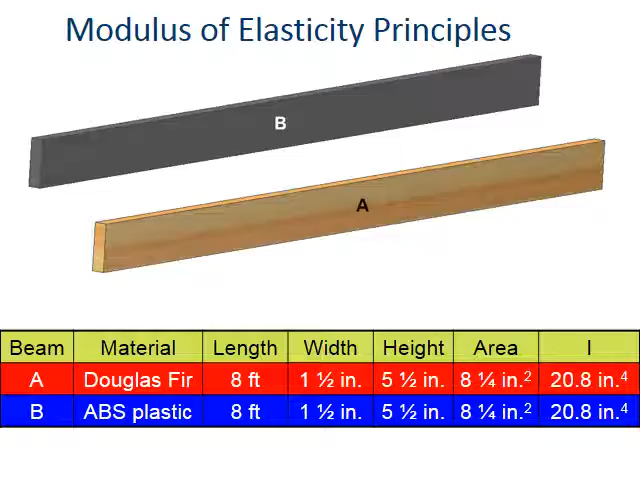 Modulus of Elasticity Principles
B
A
Beam Material Length Width Height Area I
A Douglas Fir 8 ft 1 ½ in. 5 ½ in. 8 ¼ in.² 20.8 in.⁴
B ABS plastic 8 ft 1 ½ in. 5 ½ in. 8 ¼ in.² 20.8 in.⁴